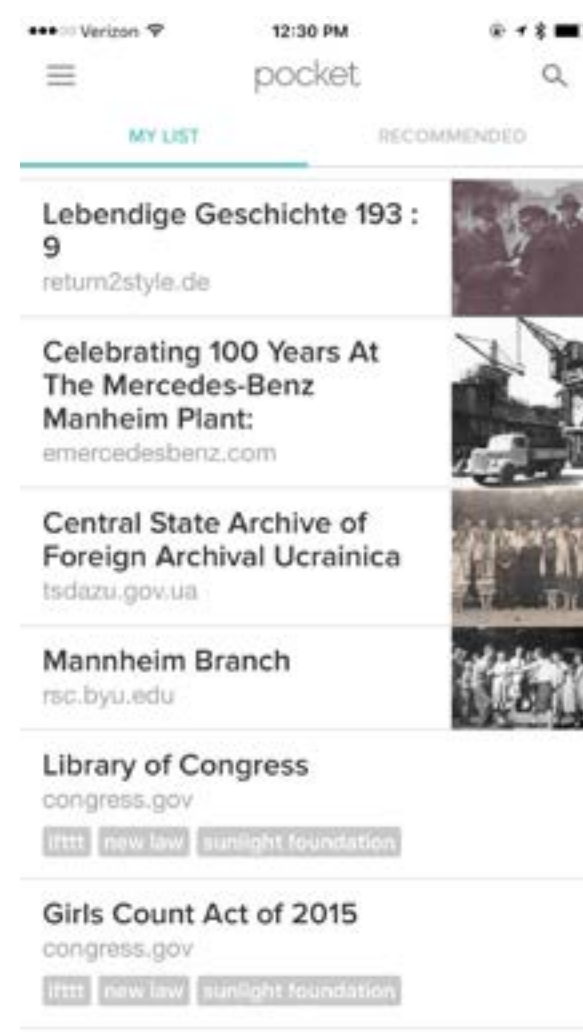 Verizon 12:30 PM
pocket
MY LIST RECOMMENDED
Lebendige Geschichte 193 :
9
return2style.de
Celebrating 100 Years At
The Mercedes-Benz
Manheim Plant:
emercedesbenz.com
Central State Archive of
Foreign Archival Ucrainica
tsdazu.gov.ua
Mannheim Branch
rsc.byu.edu
Library of Congress
congress.gov
ifttt new law sunlight foundation
Girls Count Act of 2015
congress.gov
ifttt new law sunlight foundation